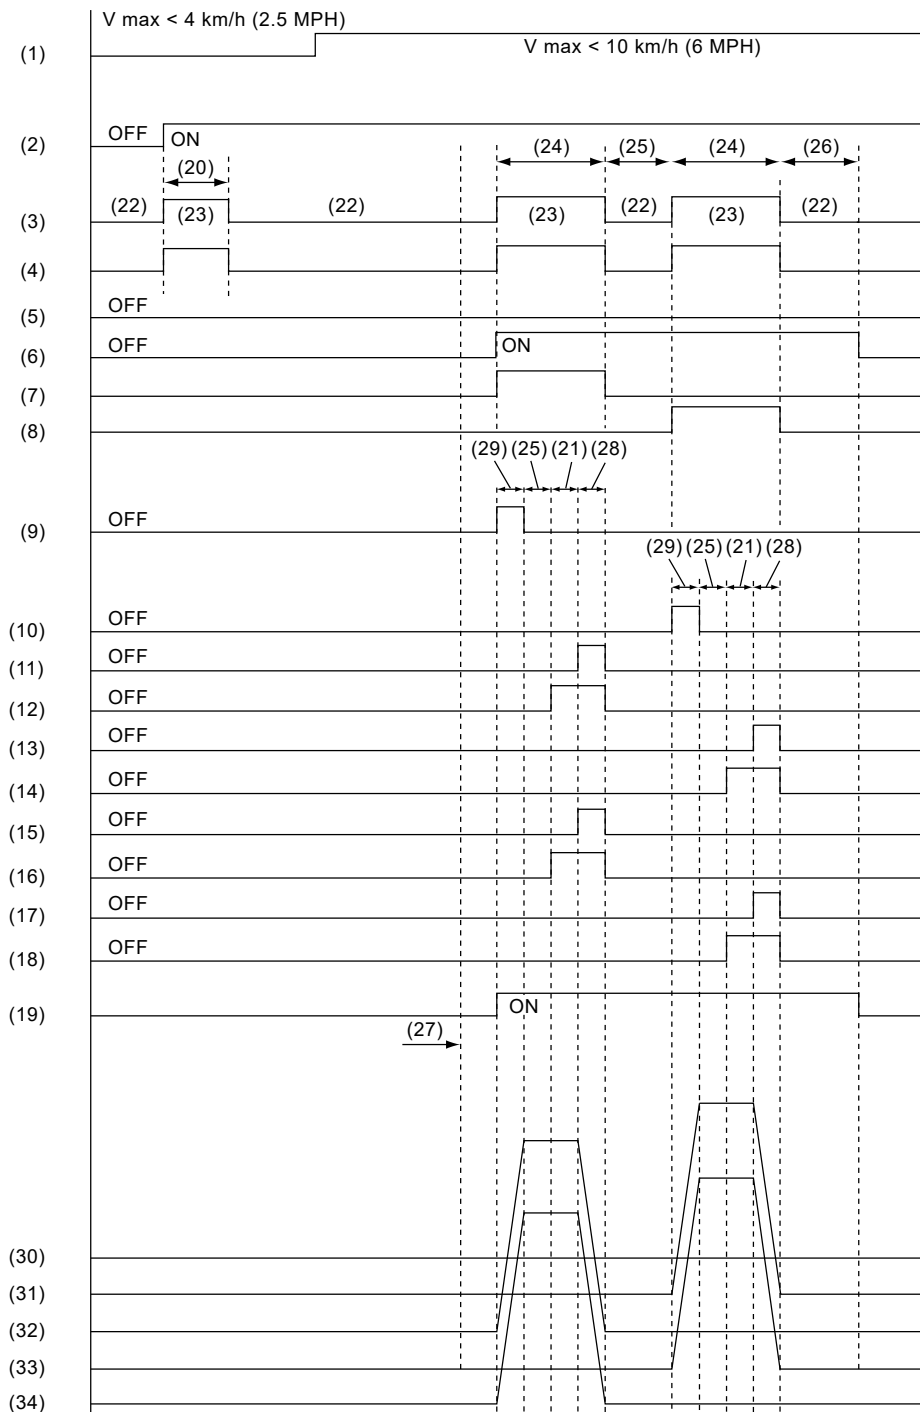 V max < 4 km/h (2.5 MPH)
(1)
V max < 10 km/h (6 MPH)
(2)
OFF
ON
(20)
(24)
(25)
(24)
(26)
(3)
(22)
(23)
(22)
(23)
(22)
(23)
(22)
(4)
(5)
OFF
(6)
OFF
ON
(7)
(8)
(29) (25) (21) (28)
(9)
OFF
(29) (25) (21) (28)
(10)
OFF
(11)
OFF
(12)
OFF
(13)
OFF
(14)
OFF
(15)
OFF
(16)
OFF
(17)
OFF
(18)
OFF
(19)
ON
(27)
(30)
(31)
(32)
(33)
(34)